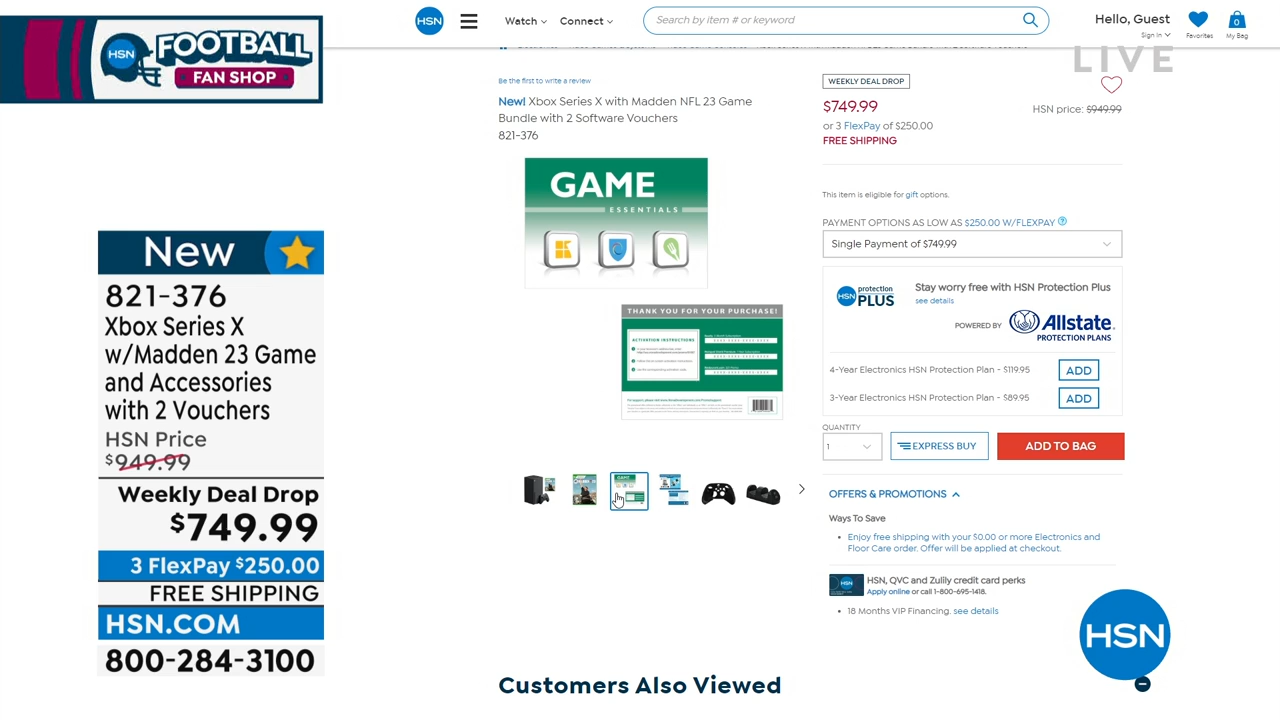 HSN
FOOTBALL
FAN SHOP
HSN
Watch
Connect
Search by item # or keyword
Hello, Guest
Sign in
Favorites
0
My Bag
LIVE
Be the first to write a review
New! Xbox Series X with Madden NFL 23 Game
Bundle with 2 Software Vouchers
821-376
GAME
ESSENTIALS
THANK YOU FOR YOUR PURCHASE!
ACTIVATION INSTRUCTIONS
WEEKLY DEAL DROP
$749.99
HSN price: $949.99
or 3 FlexPay of $250.00
FREE SHIPPING
This item is eligible for gift options.
PAYMENT OPTIONS AS LOW AS $250.00 W/FLEXPAY ?
Single Payment of $749.99
HSN protection PLUS
Stay worry free with HSN Protection Plus
see details
POWERED BY Allstate.
PROTECTION PLANS
4-Year Electronics HSN Protection Plan - $119.95
ADD
3-Year Electronics HSN Protection Plan - $89.95
ADD
QUANTITY
1
EXPRESS BUY
ADD TO BAG
OFFERS & PROMOTIONS
Ways To Save
• Enjoy free shipping with your $0.00 or more Electronics and
Floor Care order. Offer will be applied at checkout.
HSN
HSN, QVC and Zulily credit card perks
Apply online or call 1-800-695-1418.
• 18 Months VIP Financing. see details
New
821-376
Xbox Series X
w/Madden 23 Game
and Accessories
with 2 Vouchers
HSN Price
$949.99
Weekly Deal Drop
$749.99
3 FlexPay $250.00
FREE SHIPPING
HSN.COM
800-284-3100
HSN
Customers Also Viewed